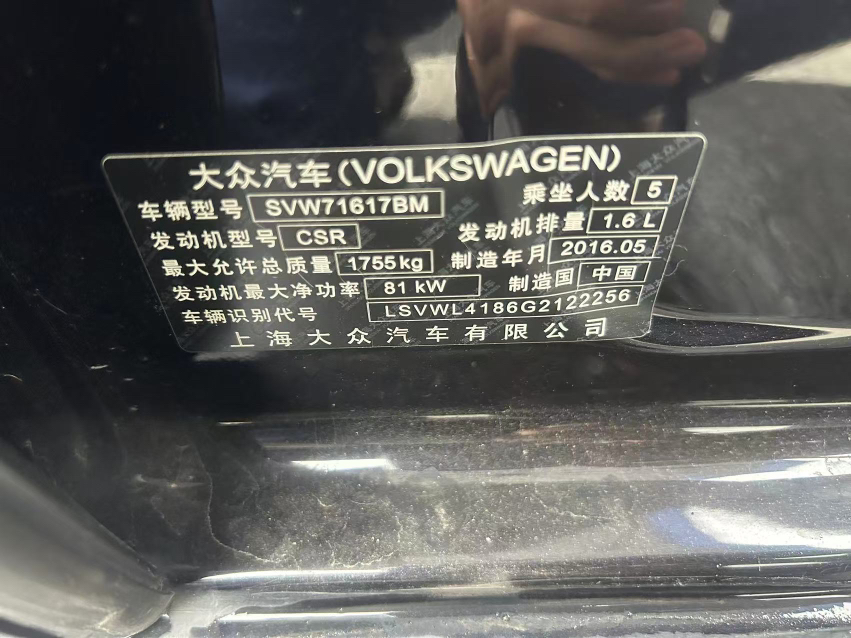 大众汽车(VOLKSWAGEN)
车辆型号 SVW71617BM 乘坐人数 5
发动机型号 CSR 发动机排量 1.6 L
最大允许总质量 1755kg 制造年月 2016.05
发动机最大净功率 81 kW 制造国 中国
车辆识别代号 LSVWL4186G2122256
上海大众汽车有限公司